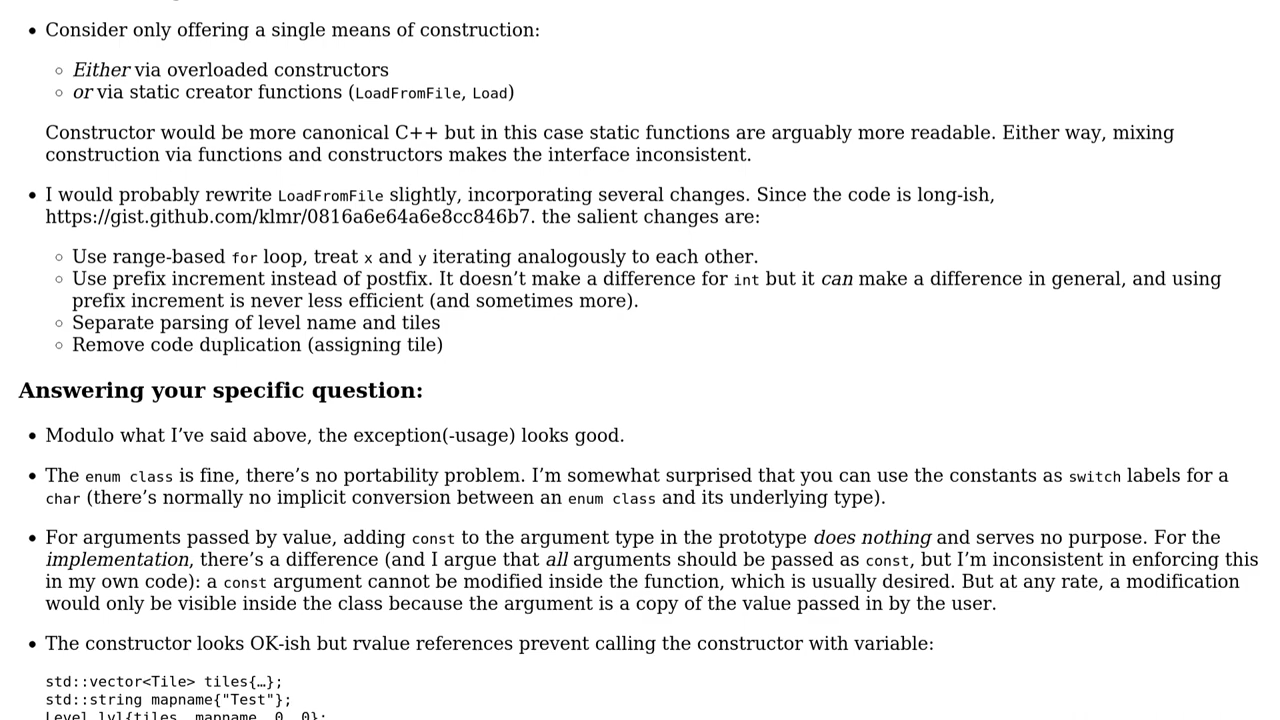 Consider only offering a single means of construction:
Either via overloaded constructors
or via static creator functions (LoadFromFile, Load)
Constructor would be more canonical C++ but in this case static functions are arguably more readable. Either way, mixing
construction via functions and constructors makes the interface inconsistent.
I would probably rewrite LoadFromFile slightly, incorporating several changes. Since the code is long-ish,
https://gist.github.com/klmr/0816a6e64a6e8cc846b7. the salient changes are:
Use range-based for loop, treat x and y iterating analogously to each other.
Use prefix increment instead of postfix. It doesn’t make a difference for int but it can make a difference in general, and using
prefix increment is never less efficient (and sometimes more).
Separate parsing of level name and tiles
Remove code duplication (assigning tile)
Answering your specific question:
Modulo what I’ve said above, the exception(-usage) looks good.
The enum class is fine, there’s no portability problem. I’m somewhat surprised that you can use the constants as switch labels for a
char (there’s normally no implicit conversion between an enum class and its underlying type).
For arguments passed by value, adding const to the argument type in the prototype does nothing and serves no purpose. For the
implementation, there’s a difference (and I argue that all arguments should be passed as const, but I’m inconsistent in enforcing this
in my own code): a const argument cannot be modified inside the function, which is usually desired. But at any rate, a modification
would only be visible inside the class because the argument is a copy of the value passed in by the user.
The constructor looks OK-ish but rvalue references prevent calling the constructor with variable:
std::vector<Tile> tiles{…};
std::string mapname{"Test"};
Level lvl{tiles, mapname, 0, 0};